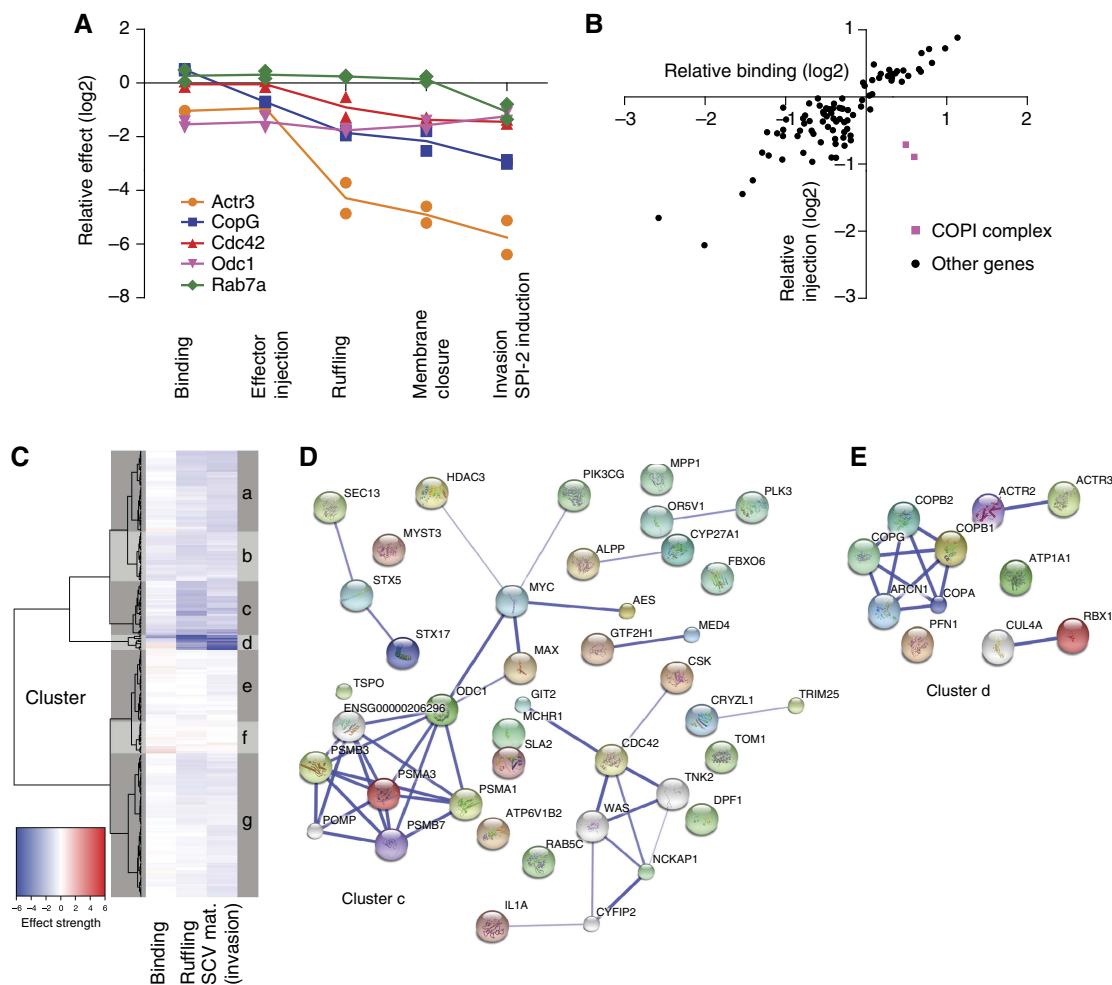 A
2
0
−2
−4
−6
−8
Relative effect (log2)
Actr3
CopG
Cdc42
Odc1
Rab7a
Binding
Effector
injection
Ruffling
Membrane
closure
Invasion
SPI-2 induction
B
1
Relative binding (log2)
−3
−2
−1
1
2
−1
−2
−3
Relative
injection (log2)
COPI complex
Other genes
C
Cluster
a
b
c
d
e
f
g
−6 −4 −2 0 2 4 6
Effect strength
Binding
Ruffling
SCV mat.
(invasion)
D
SEC13
HDAC3
PIK3CG
MPP1
PLK3
OR5V1
MYST3
CYP27A1
ALPP
FBXO6
STX5
MYC
AES
STX17
GTF2H1
MED4
MAX
CSK
TSPO
ODC1
GIT2
CRYZL1
TRIM25
ENSG00000206296
MCHR1
SLA2
CDC42
TOM1
PSMB3
PSMA3
PSMA1
TNK2
DPF1
POMP
PSMB7
ATP6V1B2
WAS
RAB5C
NCKAP1
IL1A
CYFIP2
Cluster c
E
COPB2
ACTR2
ACTR3
COPG
COPB1
ATP1A1
ARCN1
COPA
PFN1
CUL4A
RBX1
Cluster d